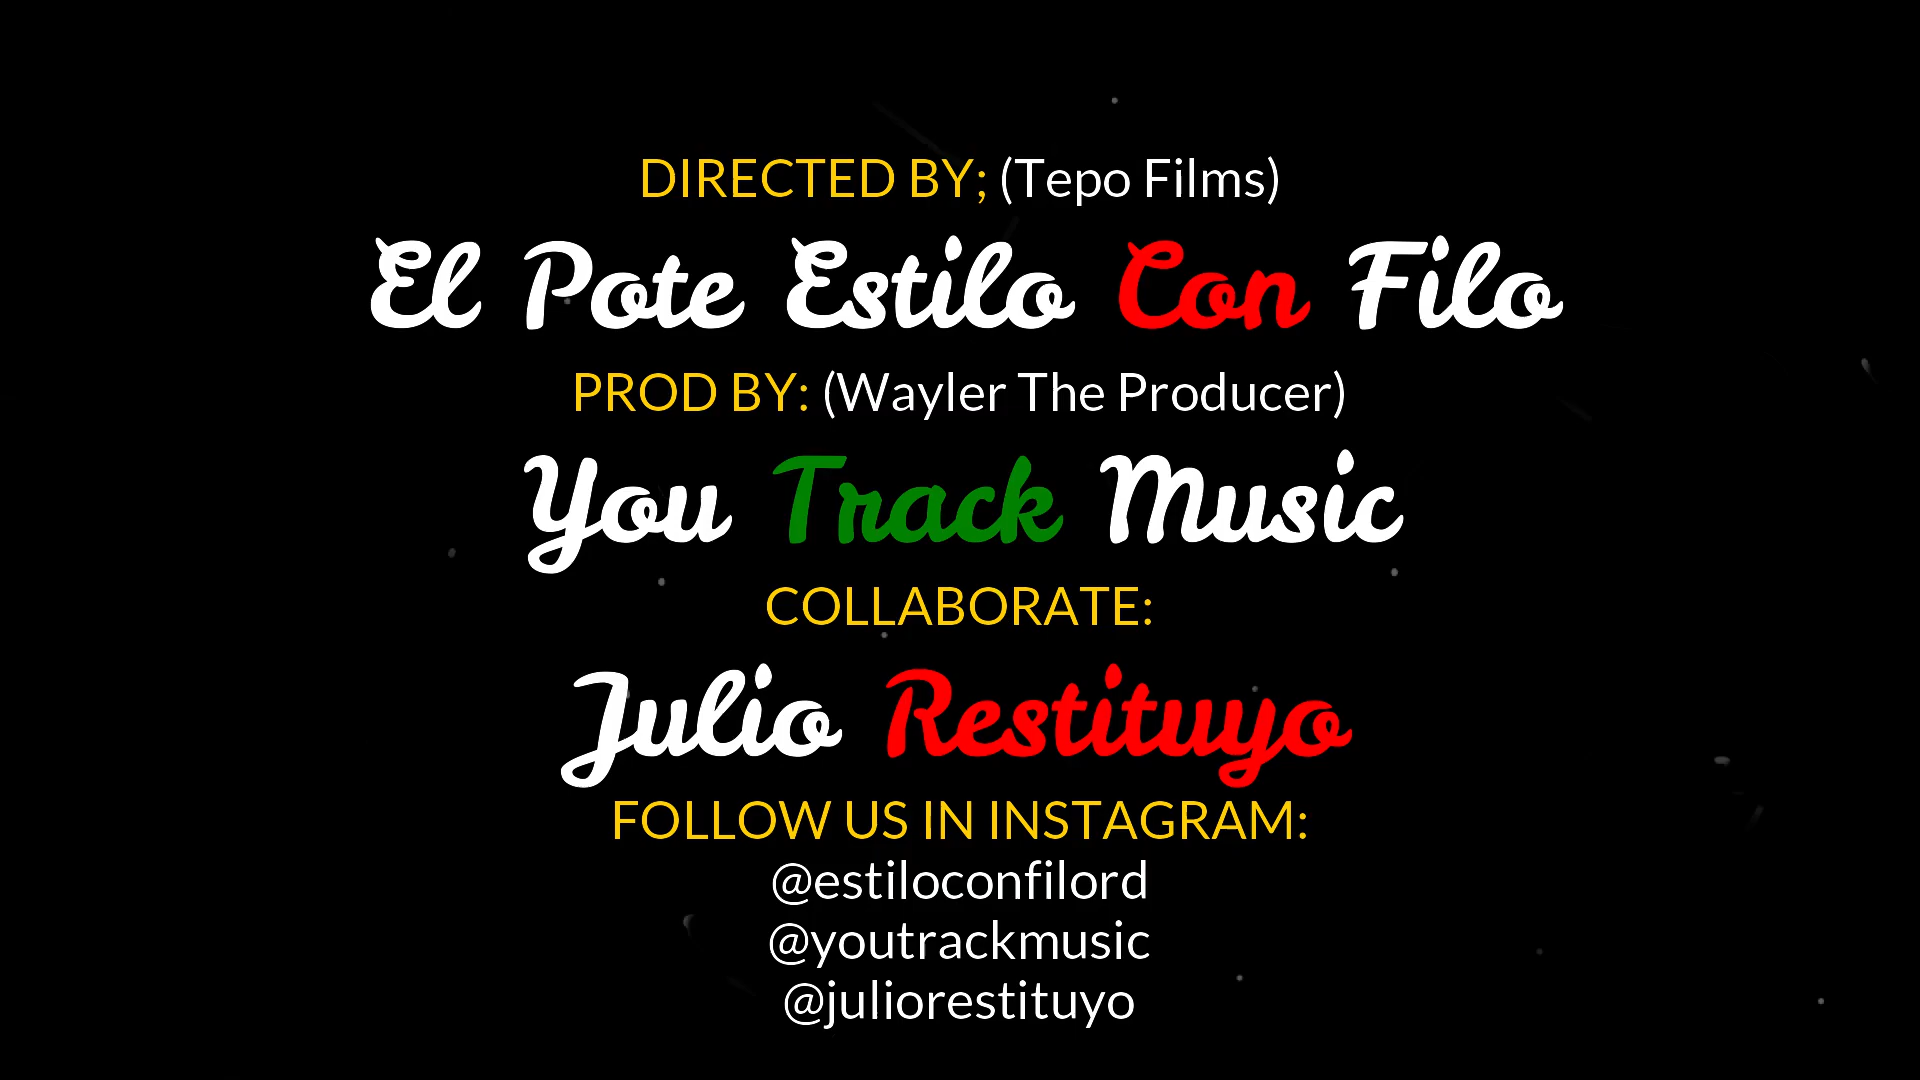 DIRECTED BY; (Tepo Films)
El Pote Estilo Con Filo
PROD BY: (Wayler The Producer)
You Track Music
COLLABORATE:
Julio Restituyo
FOLLOW US IN INSTAGRAM:
@estiloconfilord
@youtrackmusic
@juliorestituyo